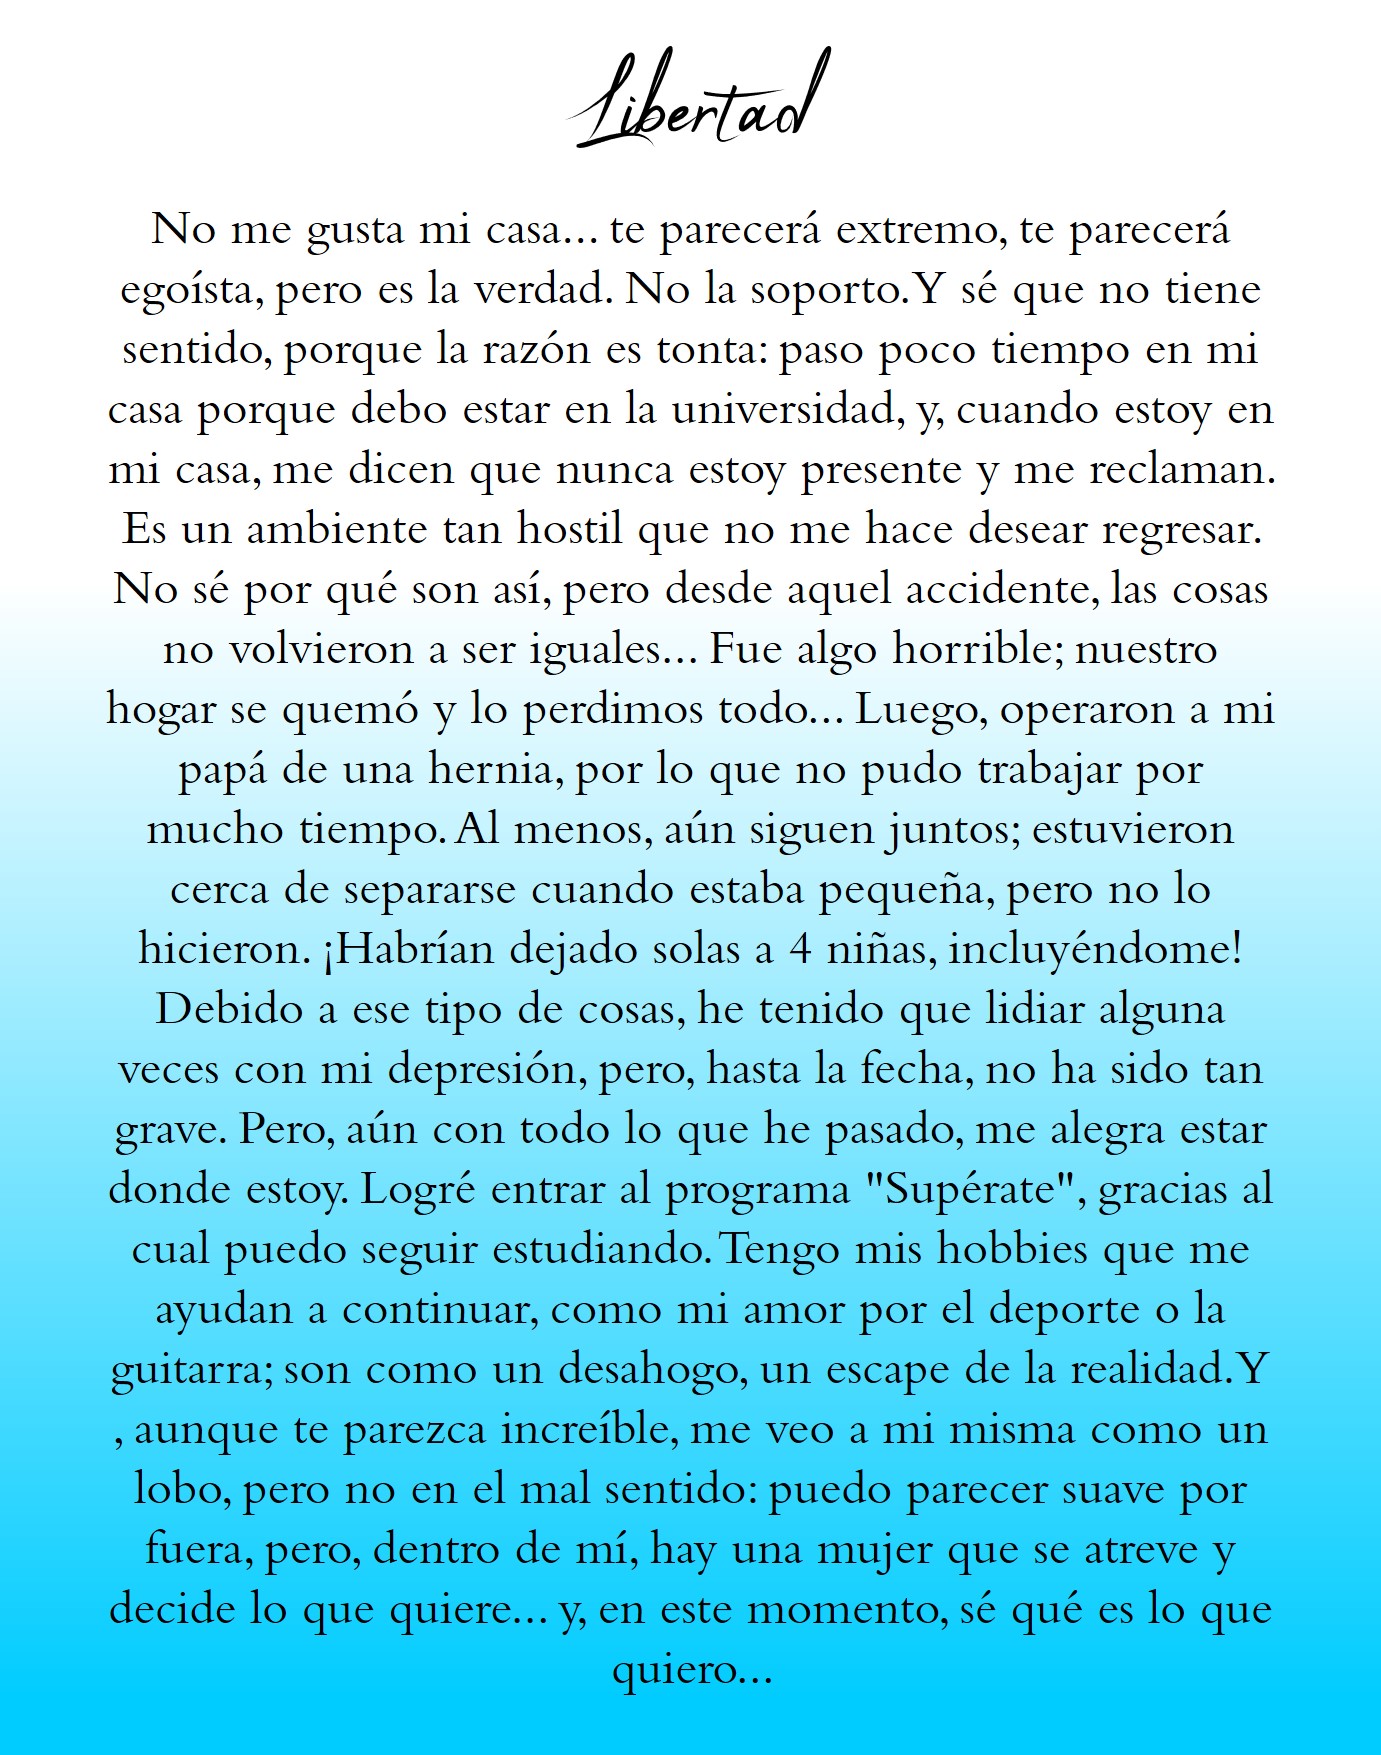 Libertad
No me gusta mi casa... te parecerá extremo, te parecerá
egoísta, pero es la verdad. No la soporto. Y sé que no tiene
sentido, porque la razón es tonta: paso poco tiempo en mi
casa porque debo estar en la universidad, y, cuando estoy en
mi casa, me dicen que nunca estoy presente y me reclaman.
Es un ambiente tan hostil que no me hace desear regresar.
No sé por qué son así, pero desde aquel accidente, las cosas
no volvieron a ser iguales... Fue algo horrible; nuestro
hogar se quemó y lo perdimos todo... Luego, operaron a mi
papá de una hernia, por lo que no pudo trabajar por
mucho tiempo. Al menos, aún siguen juntos; estuvieron
cerca de separarse cuando estaba pequeña, pero no lo
hicieron. ¡Habrían dejado solas a 4 niñas, incluyéndome!
Debido a ese tipo de cosas, he tenido que lidiar alguna
veces con mi depresión, pero, hasta la fecha, no ha sido tan
grave. Pero, aún con todo lo que he pasado, me alegra estar
donde estoy. Logré entrar al programa "Supérate", gracias al
cual puedo seguir estudiando. Tengo mis hobbies que me
ayudan a continuar, como mi amor por el deporte o la
guitarra; son como un desahogo, un escape de la realidad. Y
, aunque te parezca increíble, me veo a mi misma como un
lobo, pero no en el mal sentido: puedo parecer suave por
fuera, pero, dentro de mí, hay una mujer que se atreve y
decide lo que quiere... y, en este momento, sé qué es lo que
quiero...